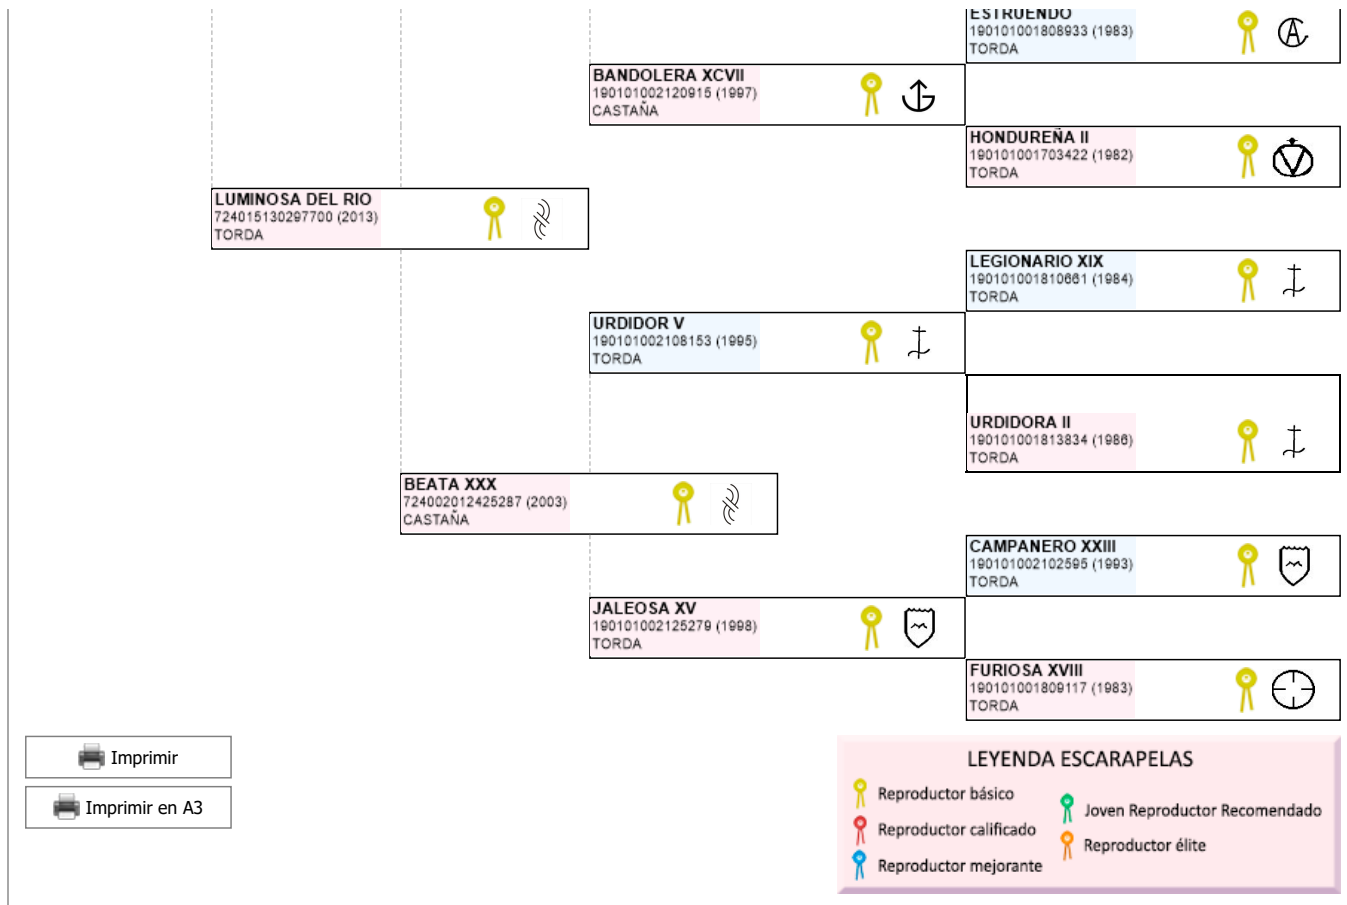 ESTRUENDO
190101001808933 (1983)
TORDA
BANDOLERA XCVII
190101002120915 (1997)
CASTAÑA
HONDUREÑA II
190101001703422 (1982)
TORDA
LUMINOSA DEL RIO
724015130297700 (2013)
TORDA
LEGIONARIO XIX
190101001810661 (1984)
TORDA
URDIDOR V
190101002108153 (1995)
TORDA
URDIDORA II
190101001813834 (1986)
TORDA
BEATA XXX
724002012425287 (2003)
CASTAÑA
CAMPANERO XXIII
190101002102595 (1993)
TORDA
JALEOSA XV
190101002125279 (1998)
TORDA
FURIOSA XVIII
190101001809117 (1983)
TORDA
Imprimir
Imprimir en A3
LEYENDA ESCARAPELAS
Reproductor básico
Reproductor calificado
Reproductor mejorante
Joven Reproductor Recomendado
Reproductor élite